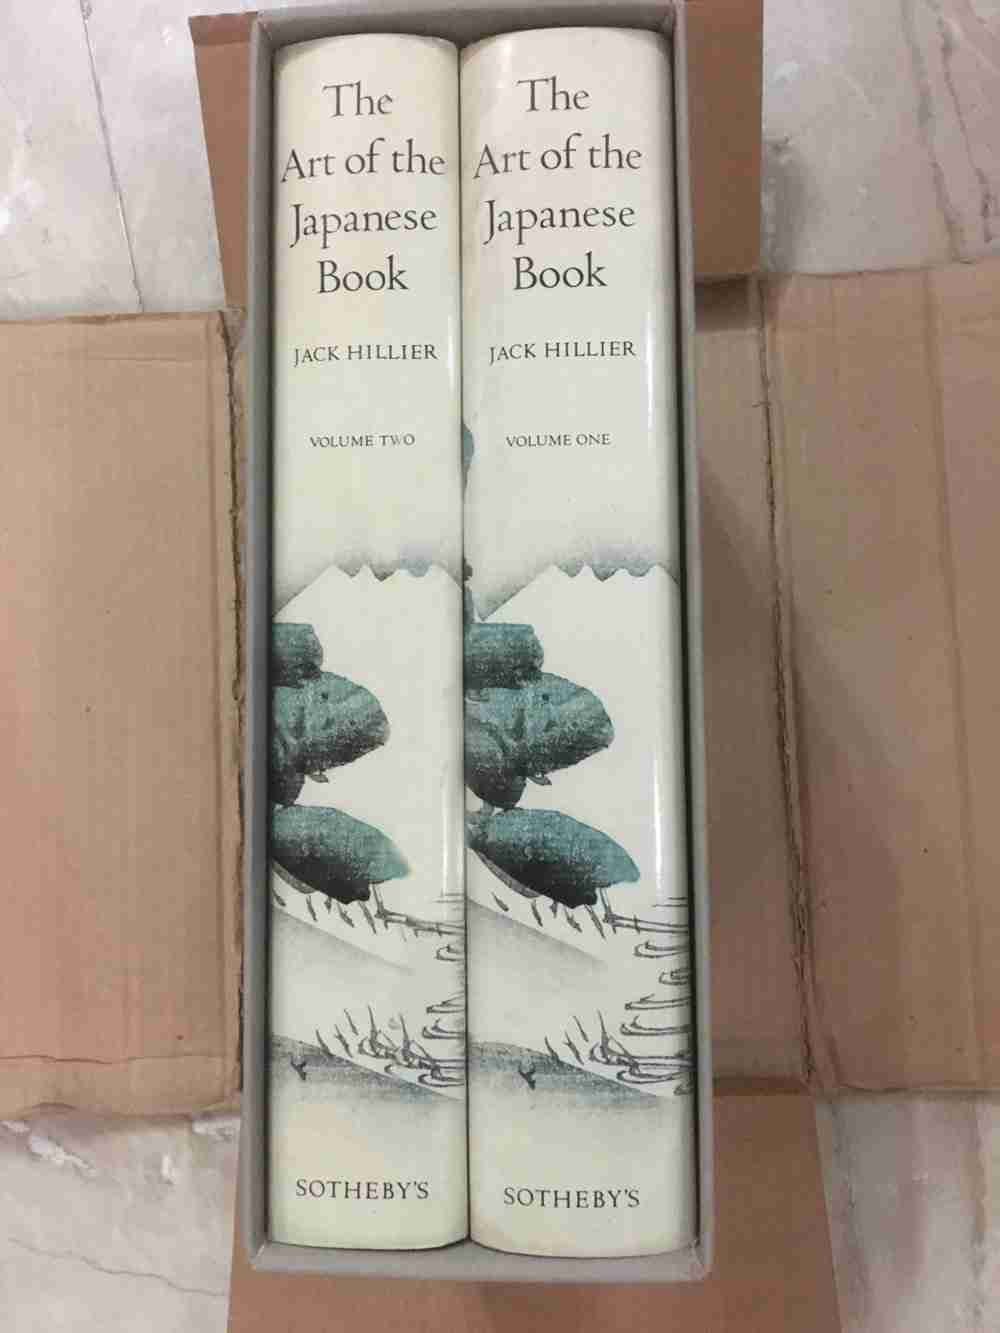 The
Art of the
Japanese
Book
JACK HILLIER
VOLUME TWO
SOTHEBY'S
The
Art of the
Japanese
Book
JACK HILLIER
VOLUME ONE
SOTHEBY'S